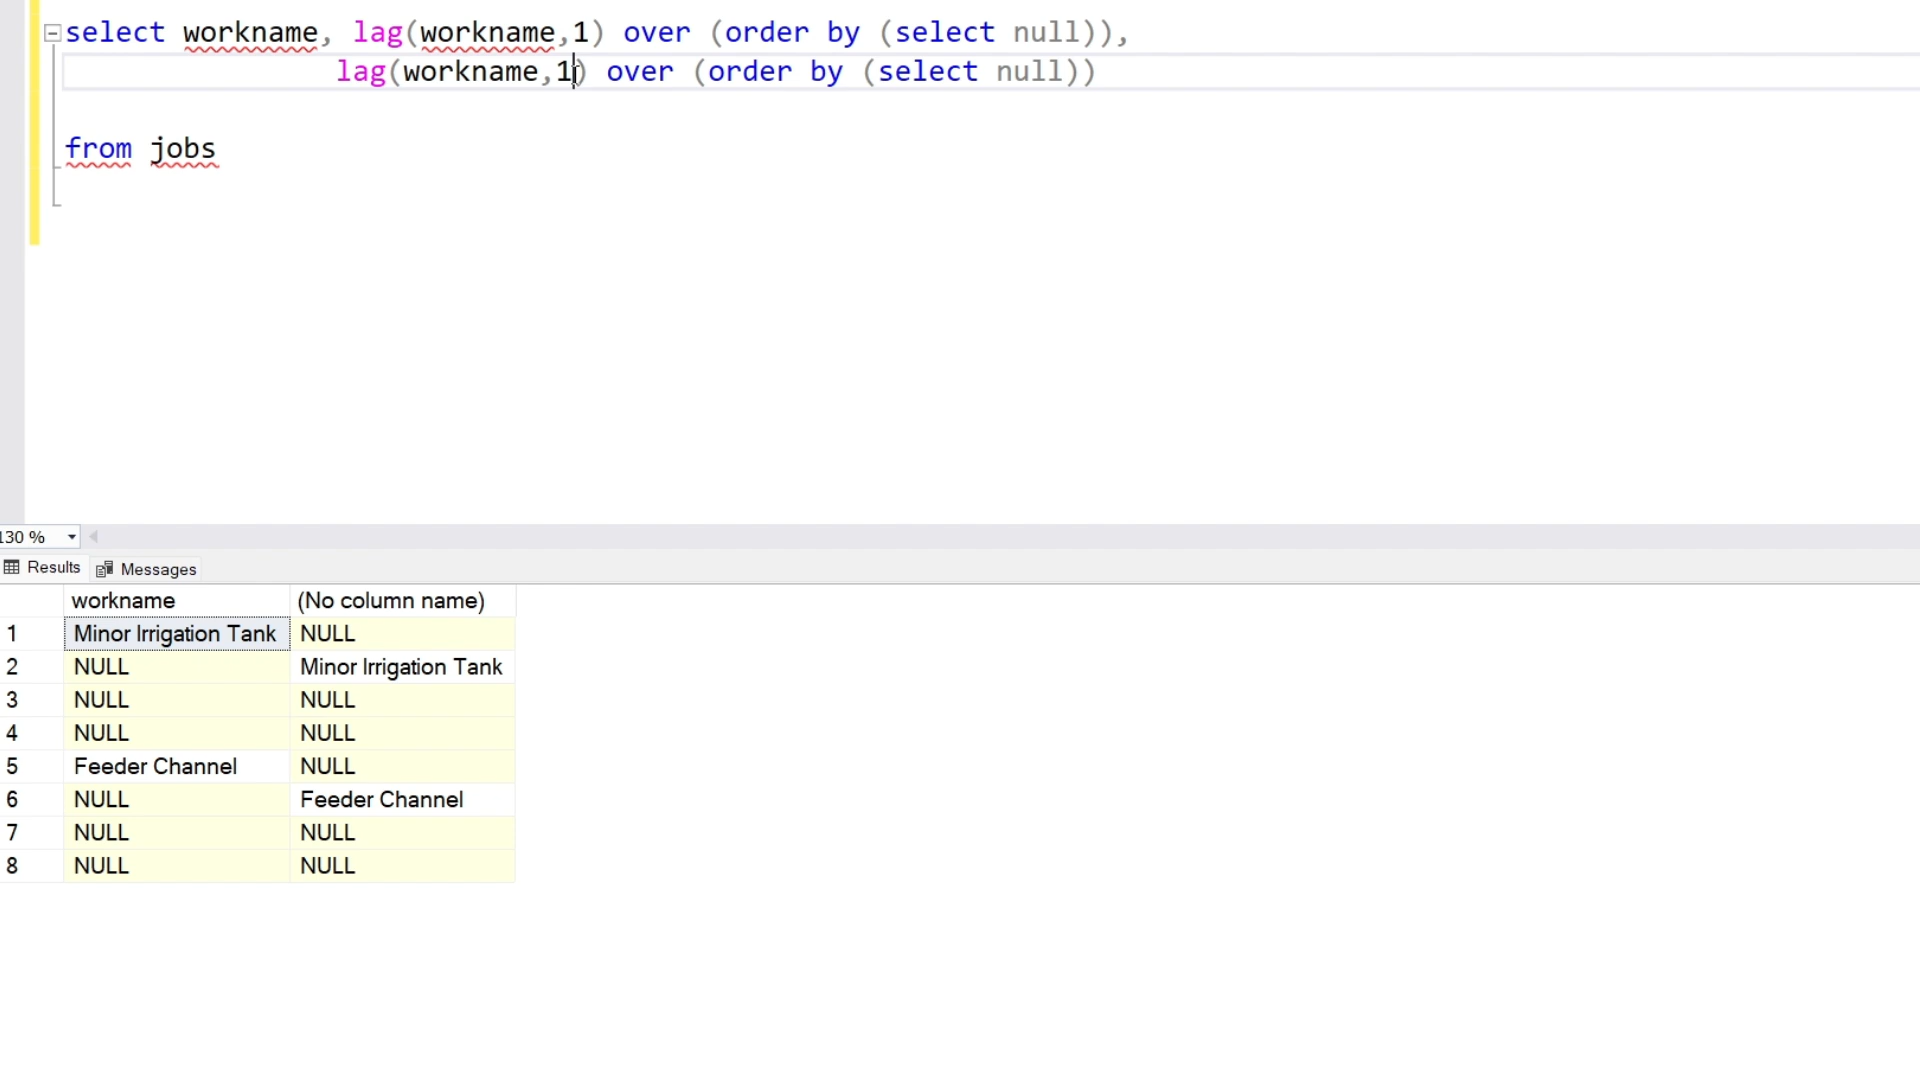 select workname, lag(workname,1) over (order by (select null)),
lag(workname,1) over (order by (select null))
from jobs
130 %
Results Messages
workname (No column name)
1 Minor Irrigation Tank NULL
2 NULL Minor Irrigation Tank
3 NULL NULL
4 NULL NULL
5 Feeder Channel NULL
6 NULL Feeder Channel
7 NULL NULL
8 NULL NULL